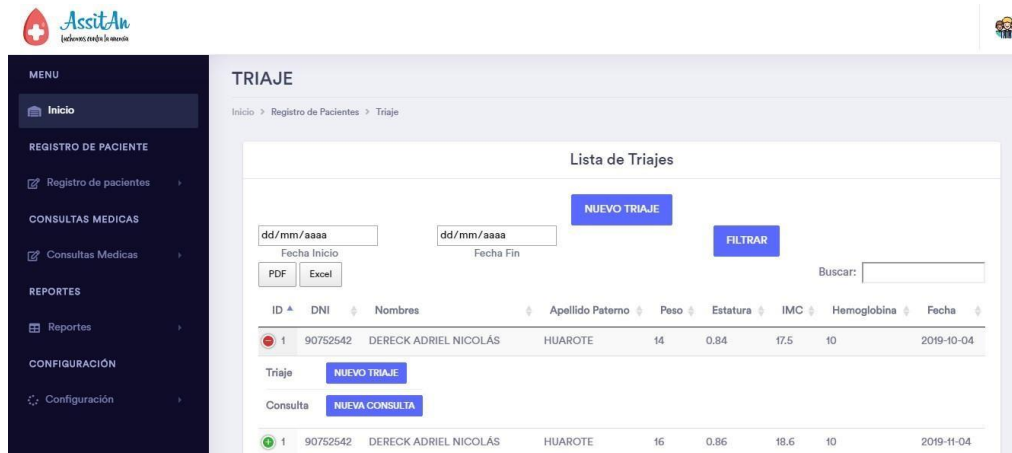 AssitAn
Luchemos contra la anemia
MENU
Inicio
REGISTRO DE PACIENTE
Registro de pacientes
CONSULTAS MEDICAS
Consultas Medicas
REPORTES
Reportes
CONFIGURACIÓN
Configuración
TRIAJE
Inicio > Registro de Pacientes > Triaje
Lista de Triajes
NUEVO TRIAJE
dd/mm/aaaa dd/mm/aaaa FILTRAR
Fecha Inicio Fecha Fin
PDF Excel Buscar:
ID DNI Nombres Apellido Paterno Peso Estatura IMC Hemoglobina Fecha
1 90752542 DERECK ADRIEL NICOLÁS HUAROTE 14 0.84 17.5 10 2019-10-04
Triaje NUEVO TRIAJE
Consulta NUEVA CONSULTA
1 90752542 DERECK ADRIEL NICOLÁS HUAROTE 16 0.86 18.6 10 2019-11-04